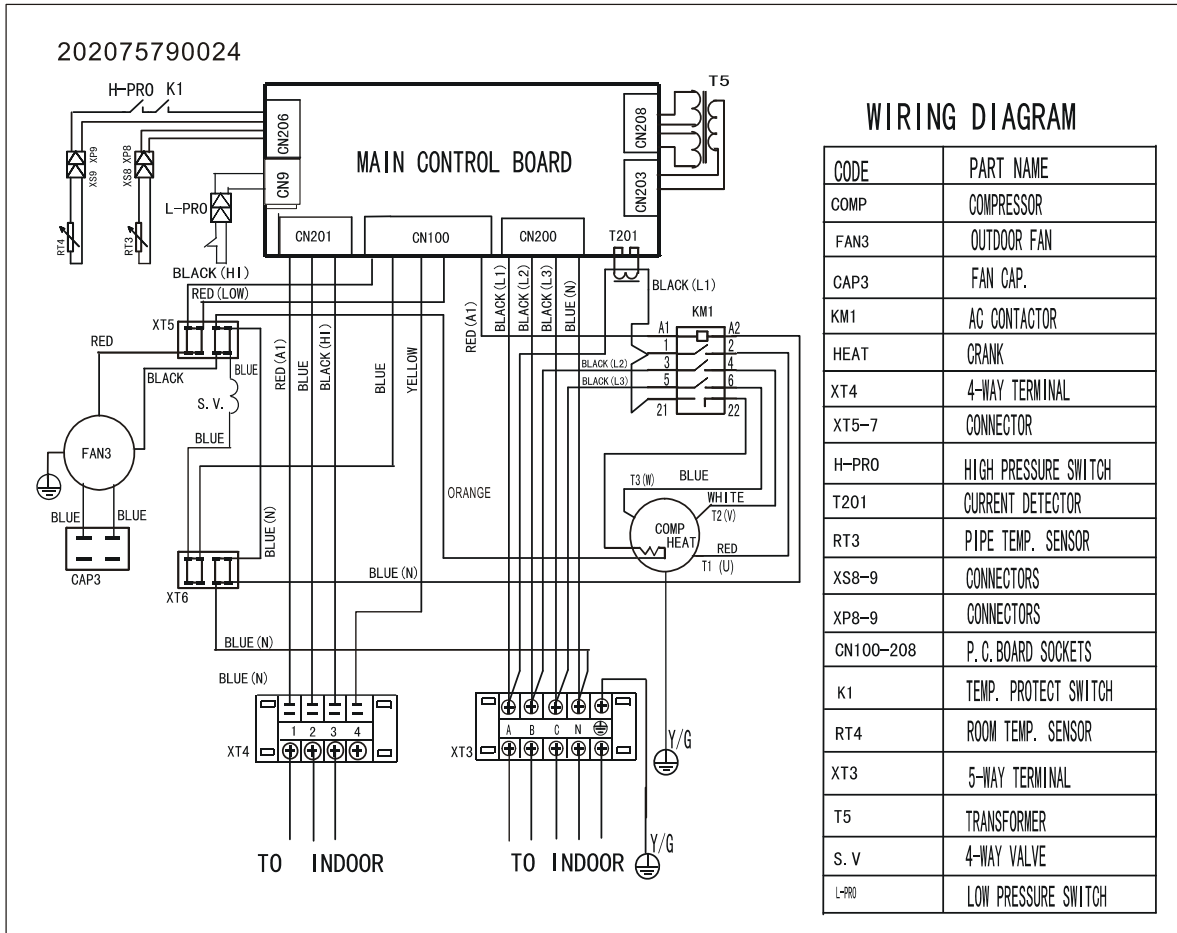 202075790024
H-PRO K1
T5
CN206
CN208
XS9 XP9
XS8 XP8
MAIN CONTROL BOARD
CN9
CN203
L-PRO
RT4
RT3
CN201
CN100
CN200
T201
BLACK(HI)
RED(LOW)
XT5
RED
BLACK
BLUE
S.V.
BLUE
FAN3
BLUE
BLUE
CAP3
XT6
BLUE(N)
RED(A1)
BLUE
BLACK(HI)
BLUE
YELLOW
RED(A1)
BLACK(L1)
BLACK(L2)
BLACK(L3)
BLUE(N)
BLACK(L1)
KM1
A1 A2
1 2
BLACK(L2) 3 4
BLACK(L3) 5 6
21 22
ORANGE
T3(W) BLUE
WHITE
T2(V)
COMP
HEAT
RED
T1 (U)
BLUE(N)
BLUE(N)
BLUE(N)
XT4
1 2 3 4
XT3
A B C N
Y/G
Y/G
TO INDOOR
TO INDOOR
WIRING DIAGRAM
CODE PART NAME
COMP COMPRESSOR
FAN3 OUTDOOR FAN
CAP3 FAN CAP.
KM1 AC CONTACTOR
HEAT CRANK
XT4 4-WAY TERMINAL
XT5-7 CONNECTOR
H-PRO HIGH PRESSURE SWITCH
T201 CURRENT DETECTOR
RT3 PIPE TEMP. SENSOR
XS8-9 CONNECTORS
XP8-9 CONNECTORS
CN100-208 P.C.BOARD SOCKETS
K1 TEMP. PROTECT SWITCH
RT4 ROOM TEMP. SENSOR
XT3 5-WAY TERMINAL
T5 TRANSFORMER
S.V 4-WAY VALVE
L-PRO LOW PRESSURE SWITCH